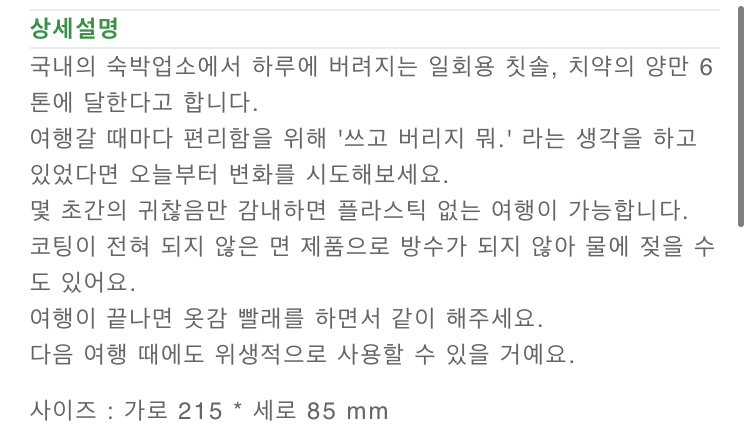 상세설명
국내의 숙박업소에서 하루에 버려지는 일회용 칫솔, 치약의 양만 6
톤에 달한다고 합니다.
여행갈 때마다 편리함을 위해 '쓰고 버리지 뭐.' 라는 생각을 하고
있었다면 오늘부터 변화를 시도해보세요.
몇 초간의 귀찮음만 감내하면 플라스틱 없는 여행이 가능합니다.
코팅이 전혀 되지 않은 면 제품으로 방수가 되지 않아 물에 젖을 수
도 있어요.
여행이 끝나면 옷감 빨래를 하면서 같이 해주세요.
다음 여행 때에도 위생적으로 사용할 수 있을 거예요.
사이즈 : 가로 215 * 세로 85 mm